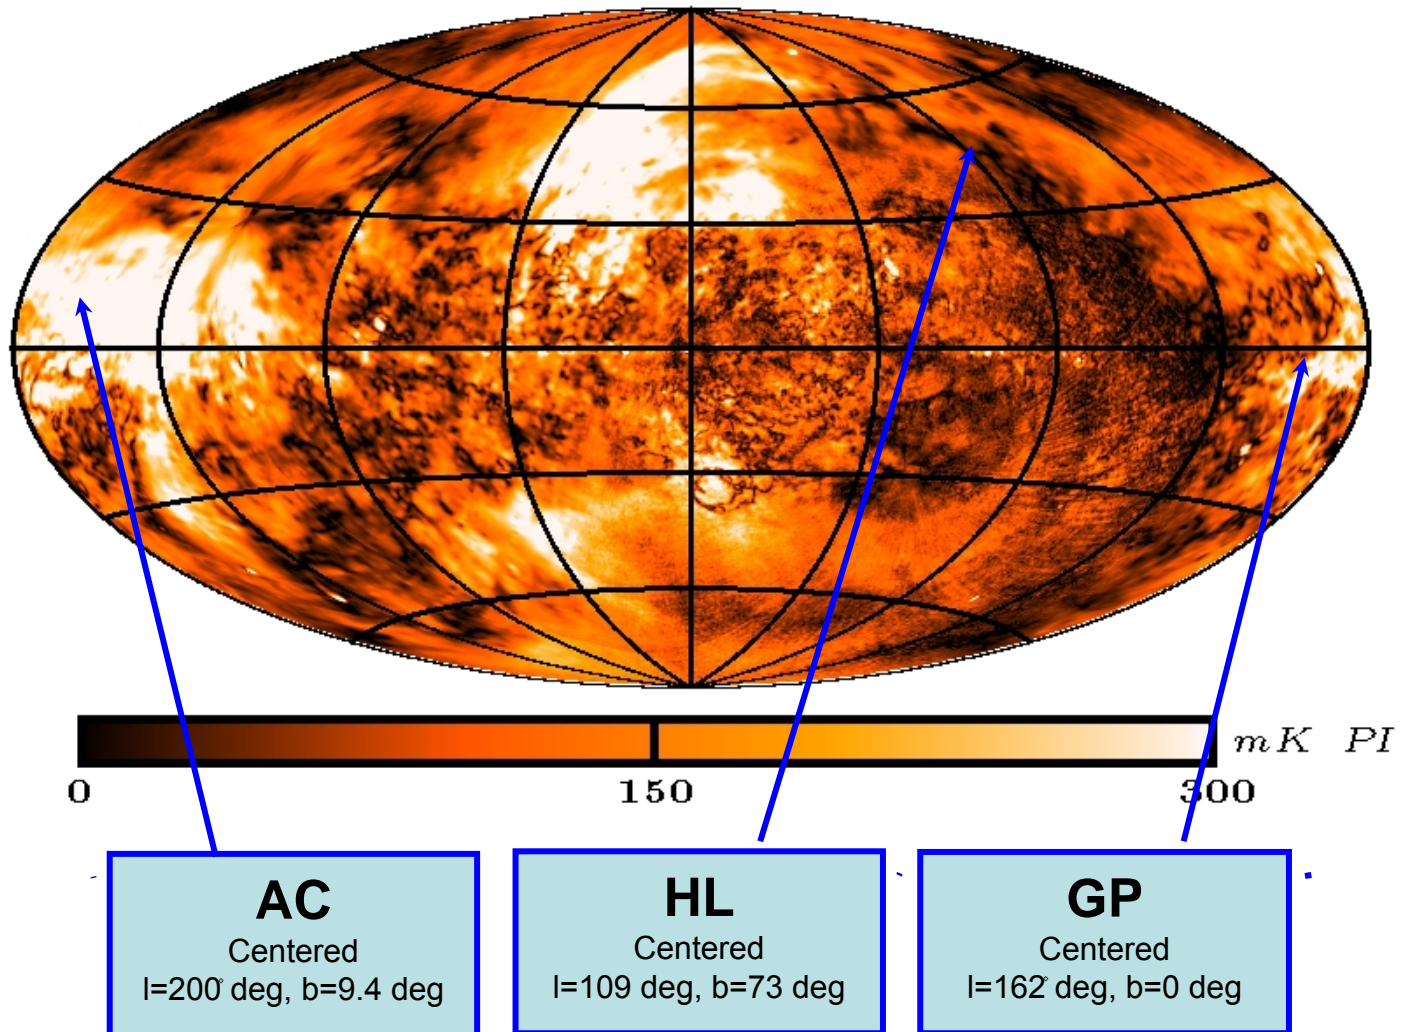 mK PI
0 150 300
AC
Centered
l=200° deg, b=9.4 deg
HL
Centered
l=109 deg, b=73 deg
GP
Centered
l=162° deg, b=0 deg